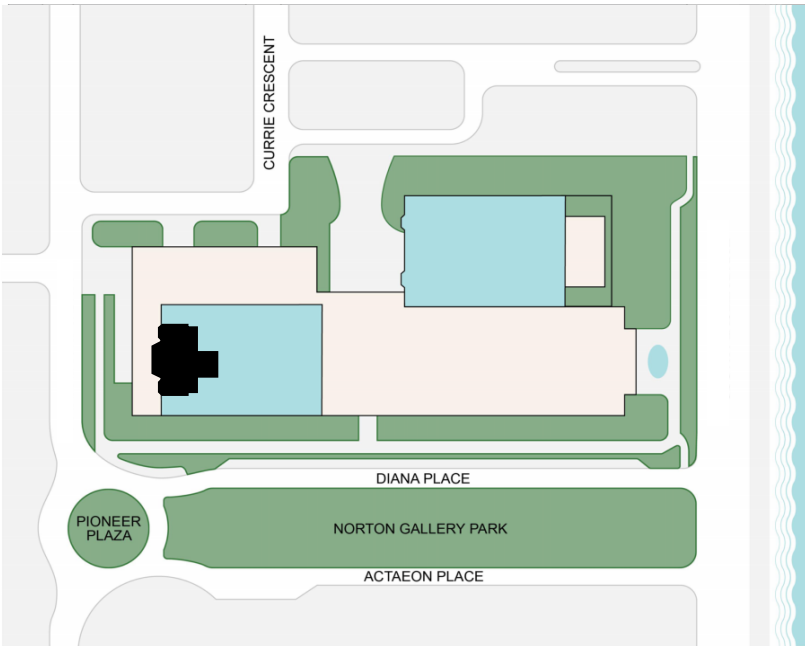 CURRIE CRESCENT
DIANA PLACE
PIONEER
PLAZA
NORTON GALLERY PARK
ACTAEON PLACE